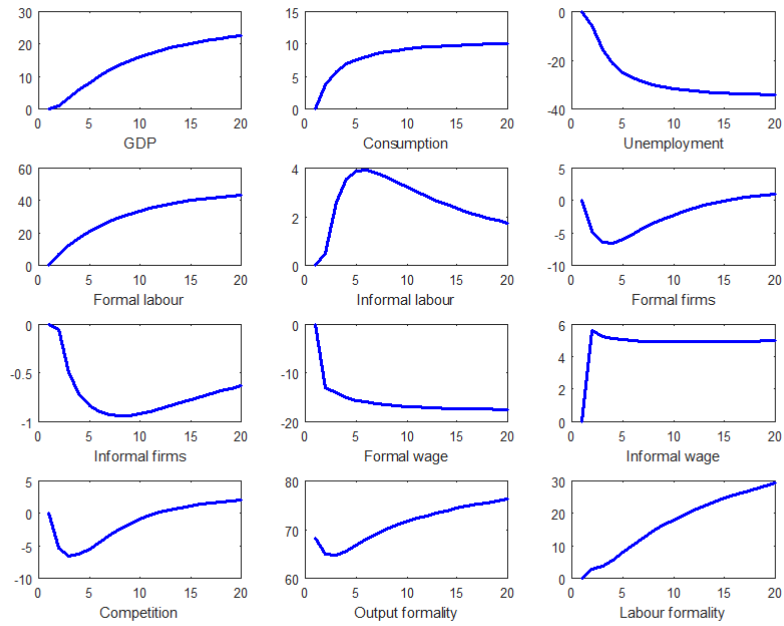 30
20
10
0
0 5 10 15 20
GDP
15
10
5
0
0 5 10 15 20
Consumption
0
-20
-40
0 5 10 15 20
Unemployment
60
40
20
0
0 5 10 15 20
Formal labour
4
2
0
0 5 10 15 20
Informal labour
5
0
-5
-10
0 5 10 15 20
Formal firms
0
-0.5
-1
0 5 10 15 20
Informal firms
0
-10
-20
0 5 10 15 20
Formal wage
6
4
2
0
0 5 10 15 20
Informal wage
5
0
-5
-10
0 5 10 15 20
Competition
80
70
60
0 5 10 15 20
Output formality
30
20
10
0
0 5 10 15 20
Labour formality